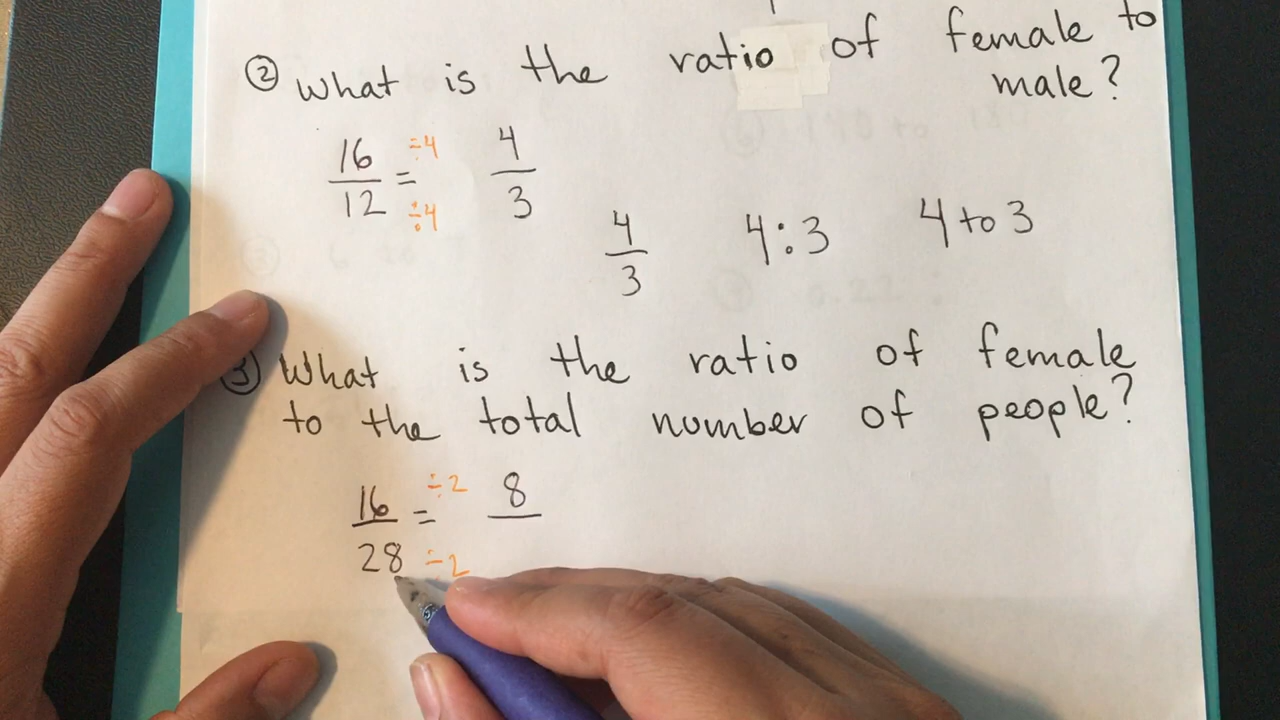 ② What is the ratio of female to
male?
16/12 = ÷4 ÷4 4/3
4/3 4:3 4 to 3
③ What is the ratio of female
to the total number of people?
16/28 = ÷2 ÷2 8